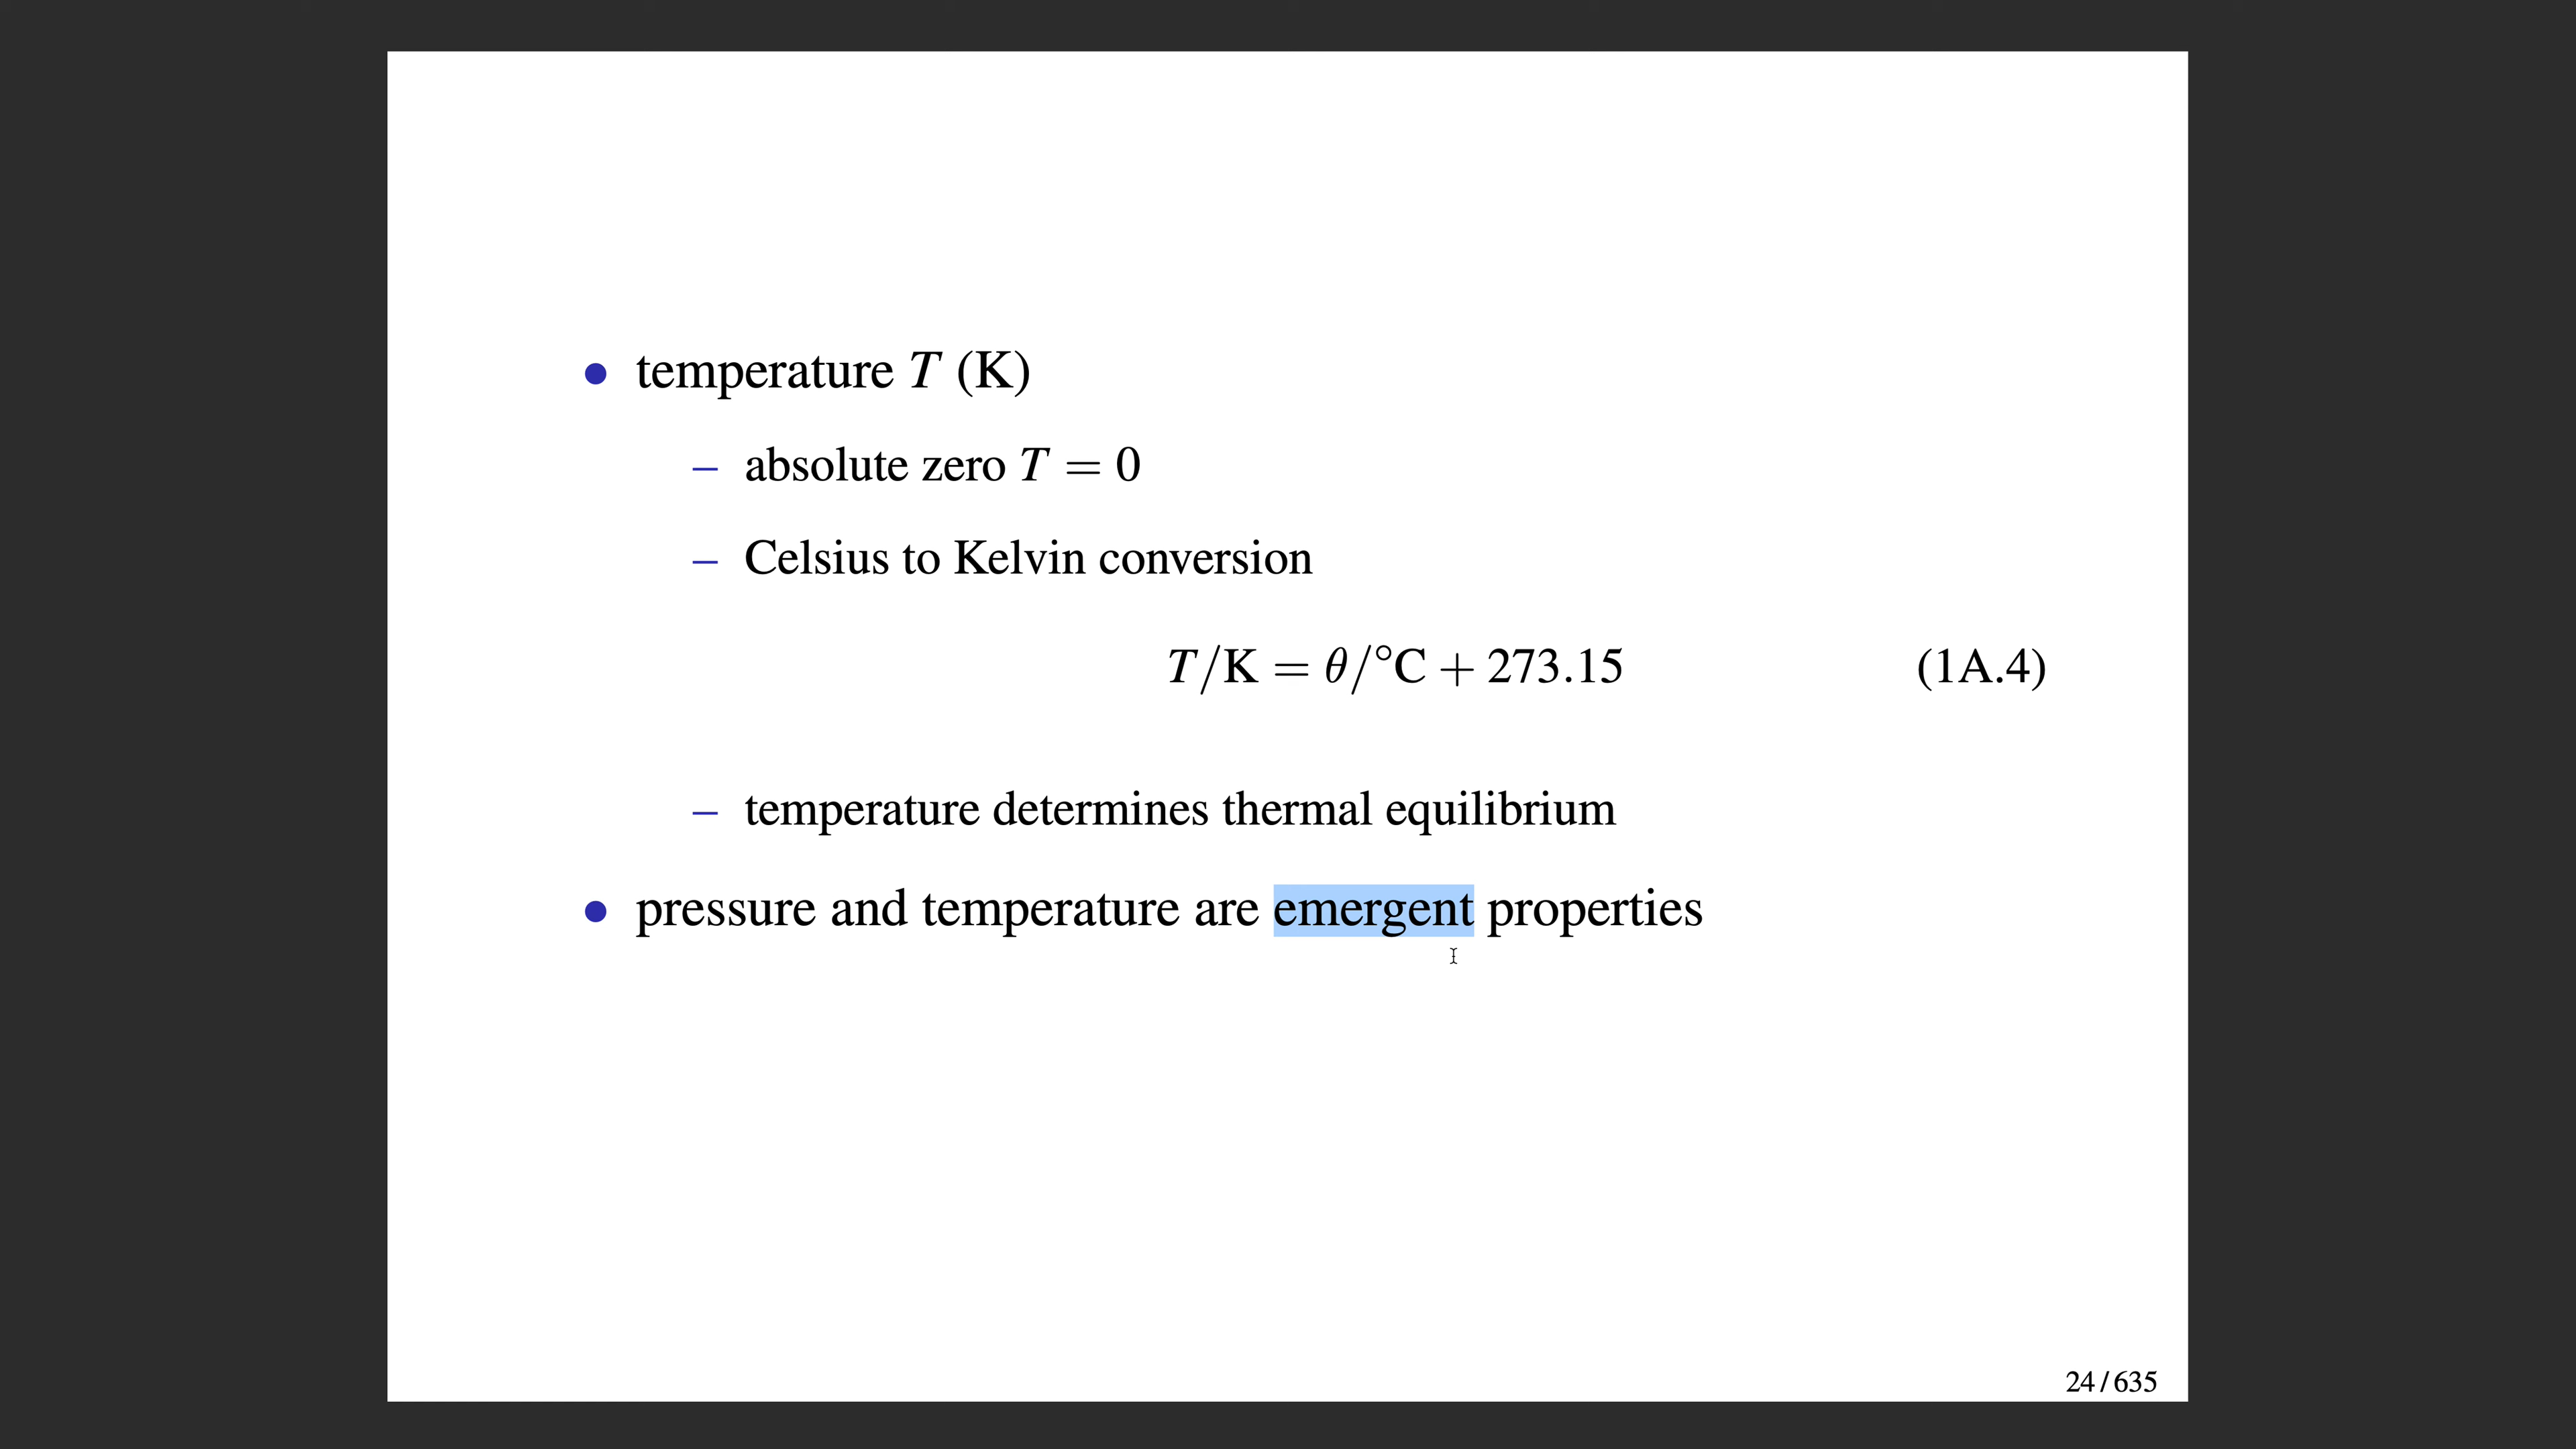 • temperature T (K)
– absolute zero T = 0
– Celsius to Kelvin conversion
T/K = θ/°C + 273.15 (1A.4)
– temperature determines thermal equilibrium
• pressure and temperature are emergent properties
24 / 635